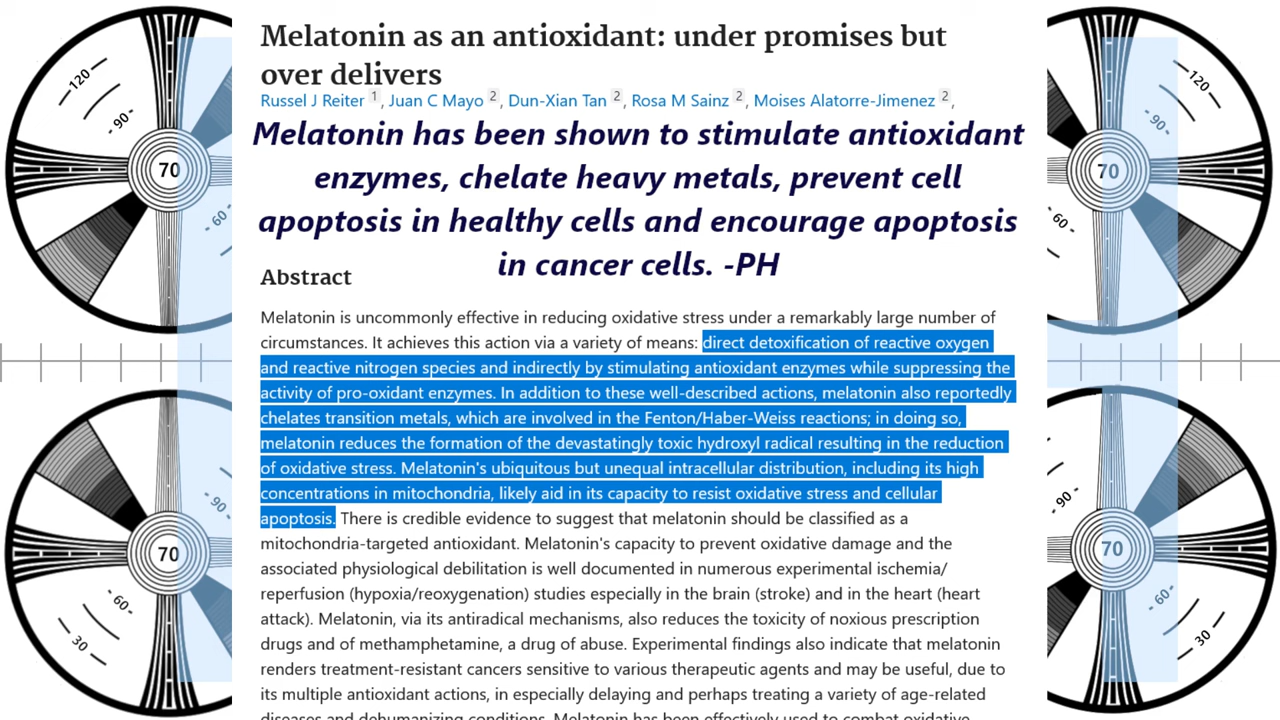 Melatonin as an antioxidant: under promises but
over delivers
Russel J Reiter 1, Juan C Mayo 2, Dun-Xian Tan 2, Rosa M Sainz 2, Moises Alatorre-Jimenez 2,
Melatonin has been shown to stimulate antioxidant
enzymes, chelate heavy metals, prevent cell
apoptosis in healthy cells and encourage apoptosis
in cancer cells. -PH
Abstract
Melatonin is uncommonly effective in reducing oxidative stress under a remarkably large number of
circumstances. It achieves this action via a variety of means: direct detoxification of reactive oxygen
and reactive nitrogen species and indirectly by stimulating antioxidant enzymes while suppressing the
activity of pro-oxidant enzymes. In addition to these well-described actions, melatonin also reportedly
chelates transition metals, which are involved in the Fenton/Haber-Weiss reactions; in doing so,
melatonin reduces the formation of the devastatingly toxic hydroxyl radical resulting in the reduction
of oxidative stress. Melatonin's ubiquitous but unequal intracellular distribution, including its high
concentrations in mitochondria, likely aid in its capacity to resist oxidative stress and cellular
apoptosis. There is credible evidence to suggest that melatonin should be classified as a
mitochondria-targeted antioxidant. Melatonin's capacity to prevent oxidative damage and the
associated physiological debilitation is well documented in numerous experimental ischemia/
reperfusion (hypoxia/reoxygenation) studies especially in the brain (stroke) and in the heart (heart
attack). Melatonin, via its antiradical mechanisms, also reduces the toxicity of noxious prescription
drugs and of methamphetamine, a drug of abuse. Experimental findings also indicate that melatonin
renders treatment-resistant cancers sensitive to various therapeutic agents and may be useful, due to
its multiple antioxidant actions, in especially delaying and perhaps treating a variety of age-related
diseases and dehumanizing conditions. Melatonin has been effectively used to combat oxidative
120
- 90 -
70
- 60 -
- 90 -
70
- 60 -
30
120
- 90 -
70
- 60 -
- 90 -
70
- 60 -
30